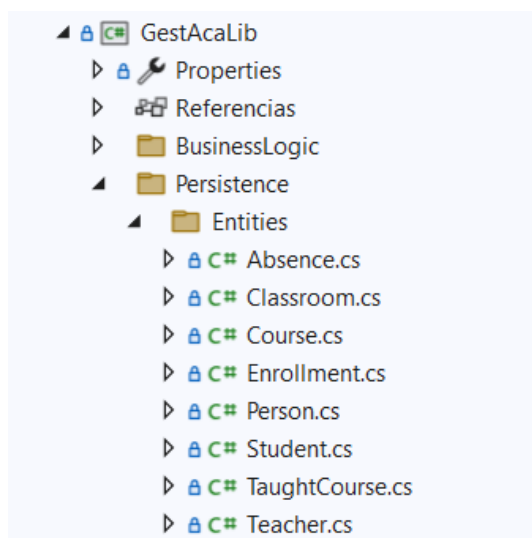 C# GestAcaLib
Properties
Referencias
BusinessLogic
Persistence
Entities
C# Absence.cs
C# Classroom.cs
C# Course.cs
C# Enrollment.cs
C# Person.cs
C# Student.cs
C# TaughtCourse.cs
C# Teacher.cs